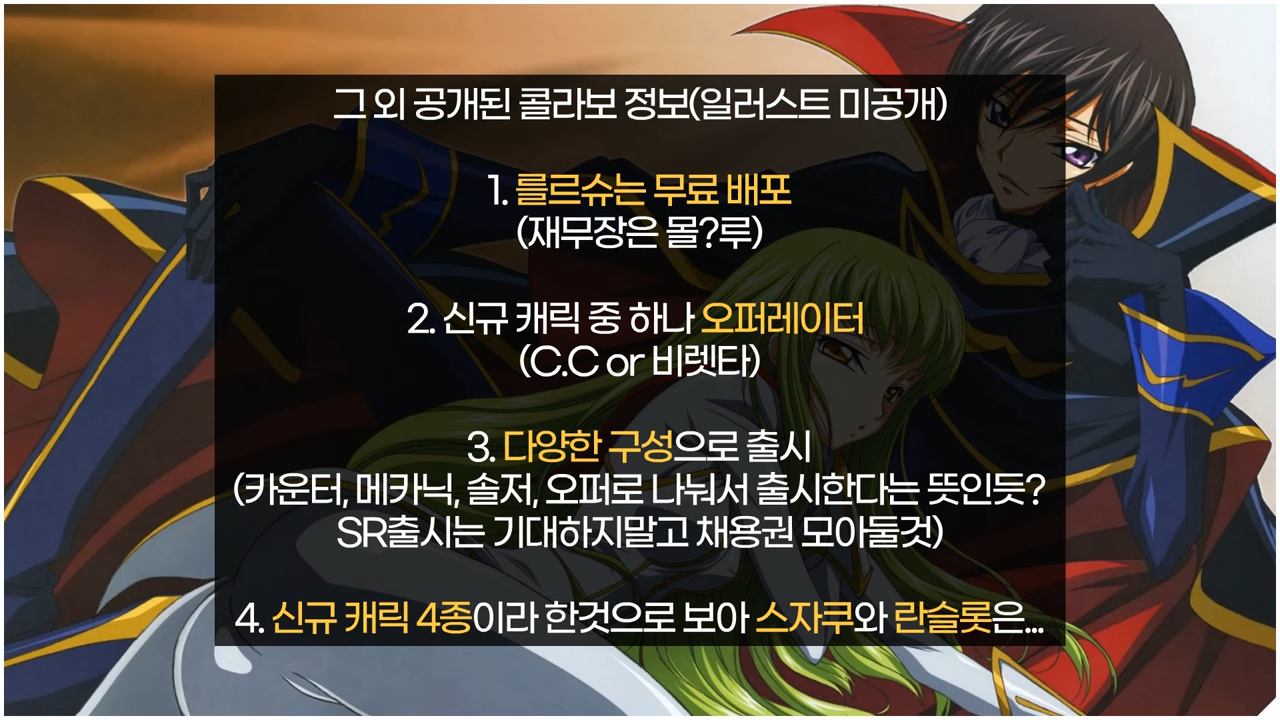 그 외 공개된 콜라보 정보(일러스트 미공개)
1. 를르슈는 무료 배포
(재무장은 몰?루)
2. 신규 캐릭 중 하나 오퍼레이터
(C.C or 비렛타)
3. 다양한 구성으로 출시
(카운터, 메카닉, 솔저, 오퍼로 나눠서 출시한다는 뜻인듯?
SR출시는 기대하지말고 채용권 모아둘것)
4. 신규 캐릭 4종이라 한것으로 보아 스자쿠와 란슬롯은...